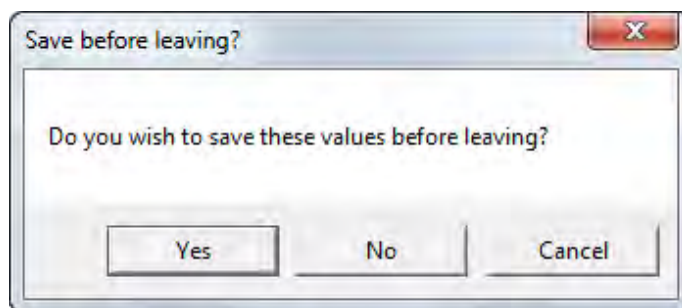 Save before leaving?
Do you wish to save these values before leaving?
Yes No Cancel